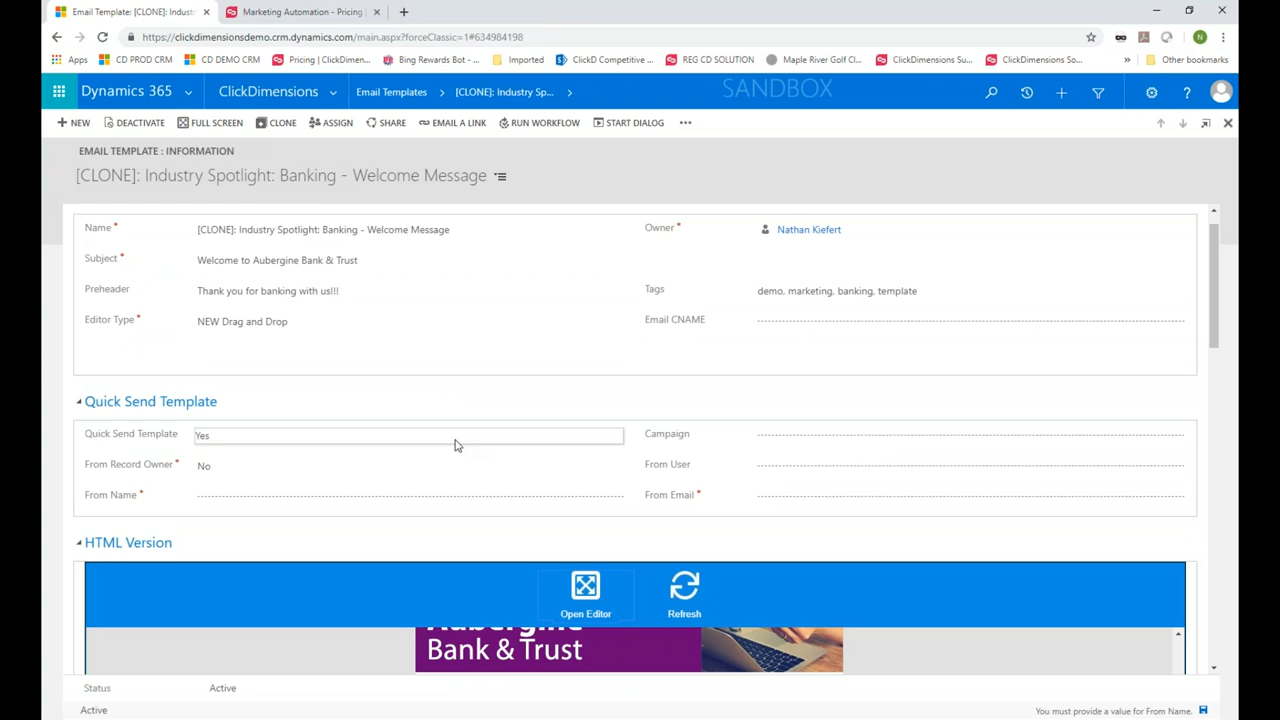 Email Template: [CLONE]: Industr
Marketing Automation - Pricing
https://clickdimensionsdemo.crm.dynamics.com/main.aspx?forceClassic=1#634984198
N
Apps
CD PROD CRM
CD DEMO CRM
Pricing | ClickDimen...
Bing Rewards Bot - ...
Imported
ClickD Competitive ...
REG CD SOLUTION
Maple River Golf Cl...
ClickDimensions Su...
ClickDimensions So...
»
Other bookmarks
Dynamics 365
ClickDimensions
Email Templates
[CLONE]: Industry Sp...
SANDBOX
?
NEW
DEACTIVATE
FULL SCREEN
CLONE
ASSIGN
SHARE
EMAIL A LINK
RUN WORKFLOW
START DIALOG
EMAIL TEMPLATE : INFORMATION
[CLONE]: Industry Spotlight: Banking - Welcome Message
Name *
[CLONE]: Industry Spotlight: Banking - Welcome Message
Owner *
Nathan Kiefert
Subject *
Welcome to Aubergine Bank & Trust
Preheader
Thank you for banking with us!!!
Tags
demo, marketing, banking, template
Editor Type *
NEW Drag and Drop
Email CNAME
Quick Send Template
Quick Send Template
Yes
Campaign
From Record Owner *
No
From User
From Name *
From Email *
HTML Version
Open Editor
Refresh
Aubergine
Bank & Trust
Status
Active
Active
You must provide a value for From Name.